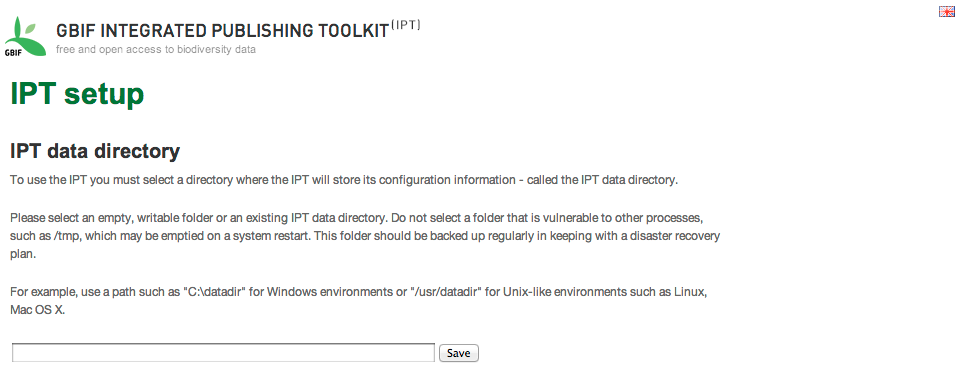 GBIF
GBIF INTEGRATED PUBLISHING TOOLKIT(IPT)
free and open access to biodiversity data
IPT setup
IPT data directory
To use the IPT you must select a directory where the IPT will store its configuration information - called the IPT data directory.
Please select an empty, writable folder or an existing IPT data directory. Do not select a folder that is vulnerable to other processes,
such as /tmp, which may be emptied on a system restart. This folder should be backed up regularly in keeping with a disaster recovery
plan.
For example, use a path such as "C:\datadir" for Windows environments or "/usr/datadir" for Unix-like environments such as Linux,
Mac OS X.
Save